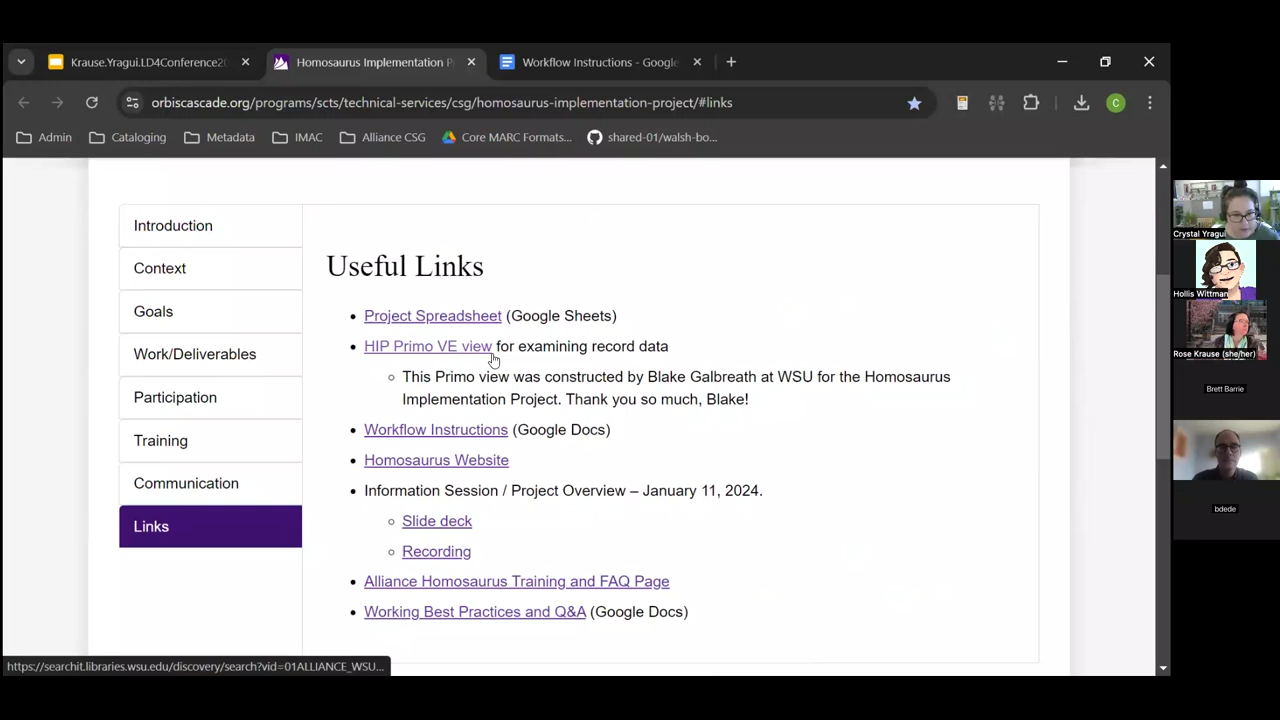 Krause.Yragui.LD4Conference20
Homosaurus Implementation P
Workflow Instructions - Google
orbiscascade.org/programs/scts/technical-services/csg/homosaurus-implementation-project/#links
C
Admin
Cataloging
Metadata
IMAC
Alliance CSG
Core MARC Formats...
shared-01/walsh-bo...
Introduction
Context
Goals
Work/Deliverables
Participation
Training
Communication
Links
Useful Links
Project Spreadsheet (Google Sheets)
HIP Primo VE view for examining record data
This Primo view was constructed by Blake Galbreath at WSU for the Homosaurus
Implementation Project. Thank you so much, Blake!
Workflow Instructions (Google Docs)
Homosaurus Website
Information Session / Project Overview – January 11, 2024.
Slide deck
Recording
Alliance Homosaurus Training and FAQ Page
Working Best Practices and Q&A (Google Docs)
https://searchit.libraries.wsu.edu/discovery/search?vid=01ALLIANCE_WSU...
Crystal Yragui
Hollis Wittman
Rose Krause (she/her)
Brett Barrie
bdede